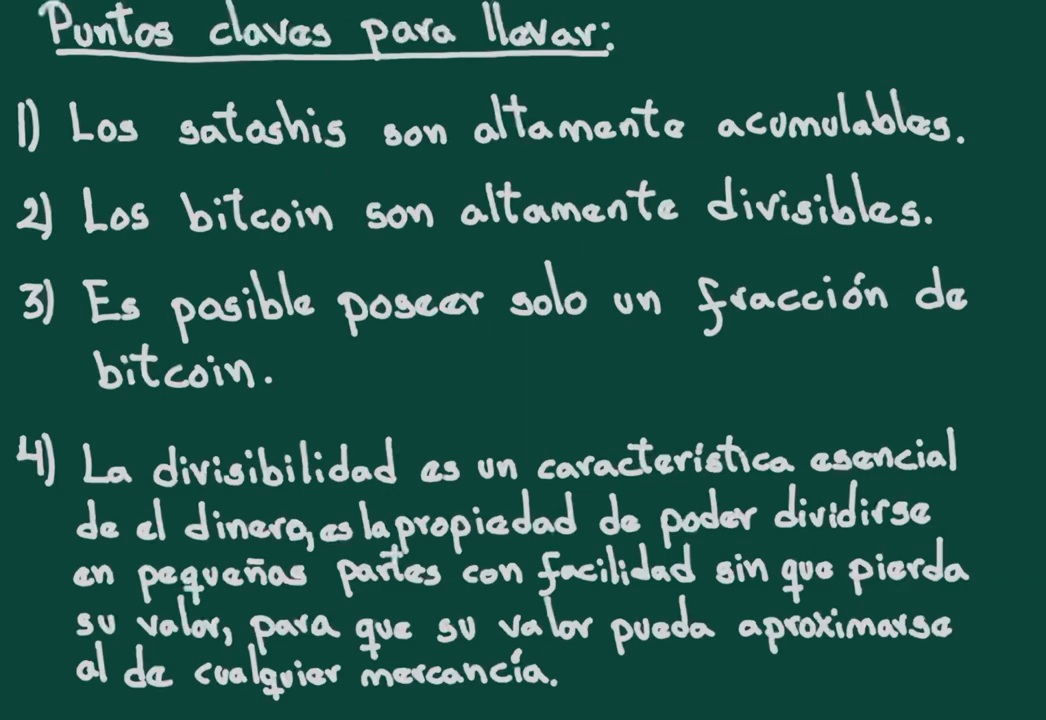 Puntos claves para llevar:
1) Los satoshis son altamente acumulables.
2) Los bitcoin son altamente divisibles.
3) Es posible poseer solo un fracción de
bitcoin.
4) La divisibilidad es un característica esencial
de el dinero, es la propiedad de poder dividirse
en pequeñas partes con facilidad sin que pierda
su valor, para que su valor pueda aproximarse
al de cualquier mercancía.